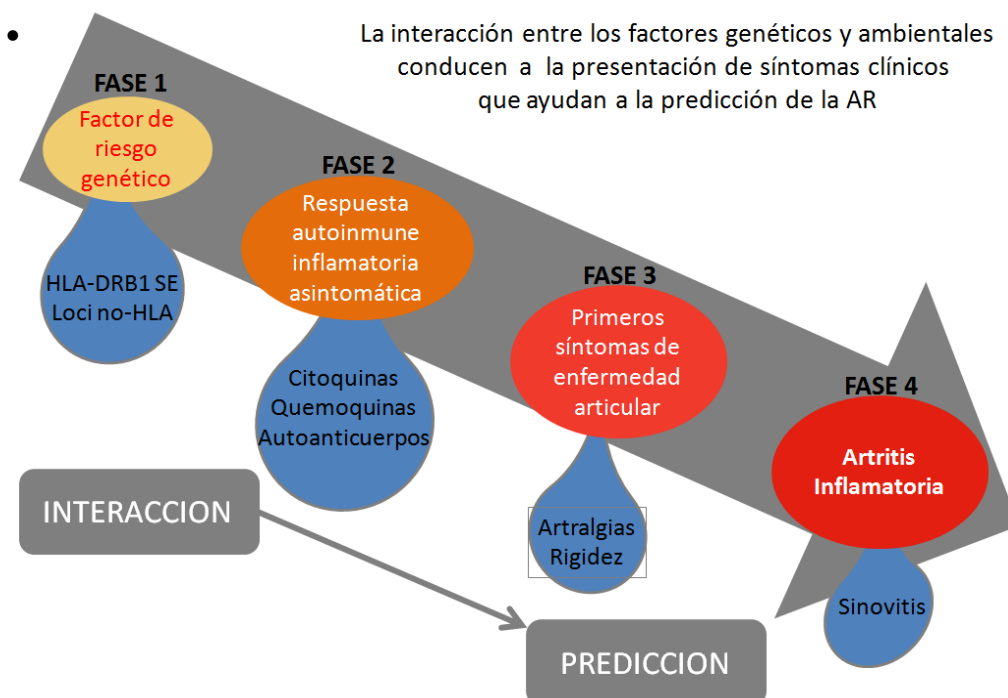 • La interacción entre los factores genéticos y ambientales
conducen a la presentación de síntomas clínicos
que ayudan a la predicción de la AR
FASE 1
Factor de
riesgo
genético
HLA-DRB1 SE
Loci no-HLA
FASE 2
Respuesta
autoinmune
inflamatoria
asintomática
Citoquinas
Quemoquinas
Autoanticuerpos
FASE 3
Primeros
síntomas de
enfermedad
articular
Artralgias
Rigidez
FASE 4
Artritis
Inflamatoria
Sinovitis
INTERACCION
PREDICCION